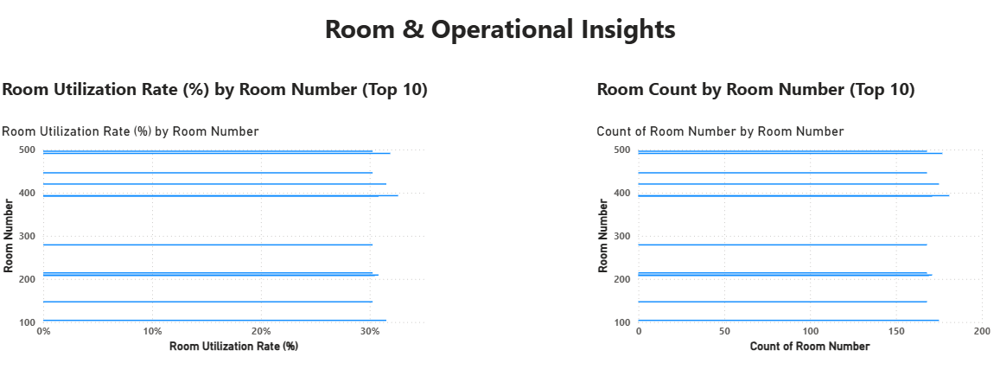 Room & Operational Insights
Room Utilization Rate (%) by Room Number (Top 10)
Room Utilization Rate (%) by Room Number
Room Number
500
400
300
200
100
0%
10%
20%
30%
Room Utilization Rate (%)
Room Count by Room Number (Top 10)
Count of Room Number by Room Number
Room Number
500
400
300
200
100
0
50
100
150
200
Count of Room Number